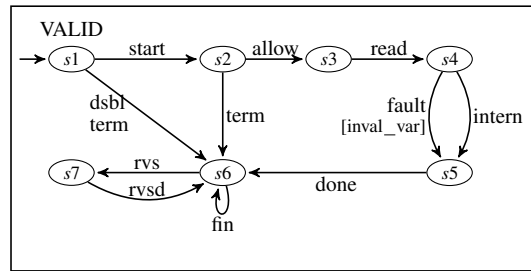 VALID
s1 start s2 allow s3 read s4
dsbl
term
term
fault
[inval_var]
intern
s7 rvs s6 done s5
rvsd
fin